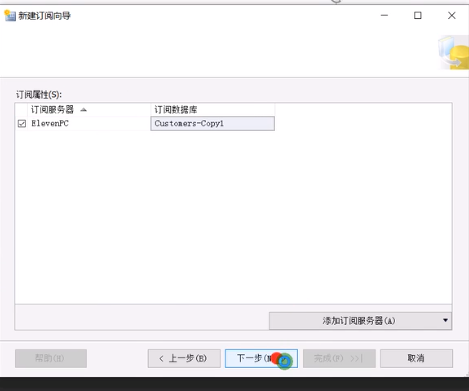 新建订阅向导
订阅属性(S):
订阅服务器 订阅数据库
ElevenPC Customers-Copy1
添加订阅服务器(A)
帮助(H) < 上一步(B) 下一步(N 完成(F) >>| 取消